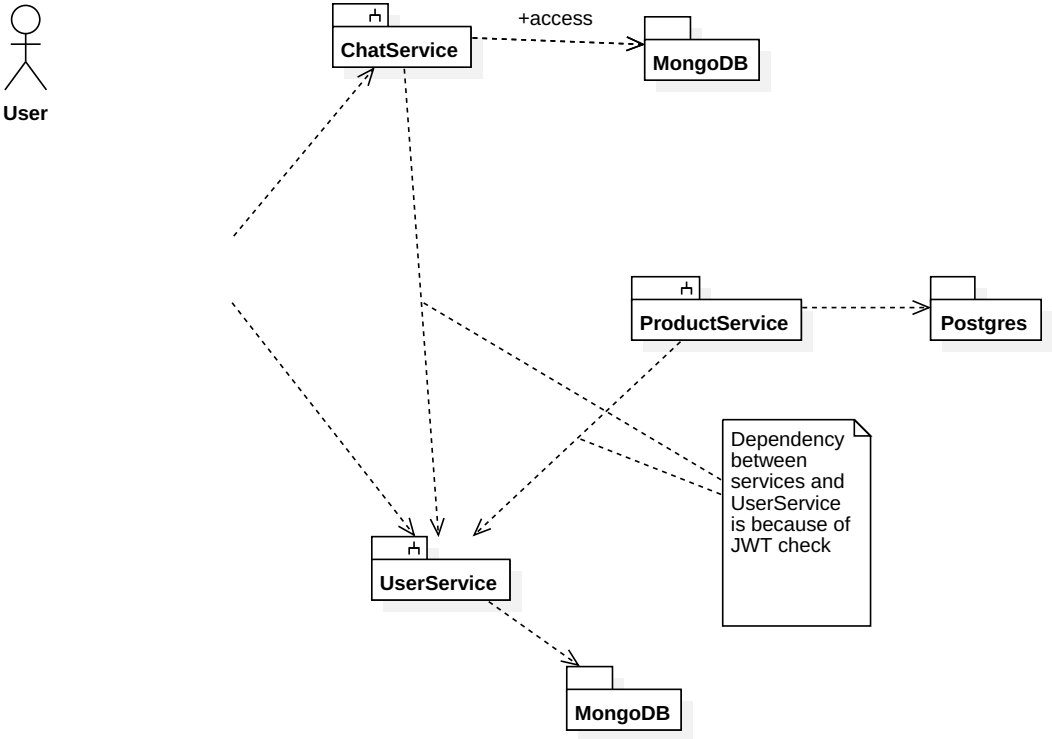 +access
ChatService
MongoDB
User
ProductService
Postgres
Dependency
between
services and
UserService
is because of
JWT check
UserService
MongoDB